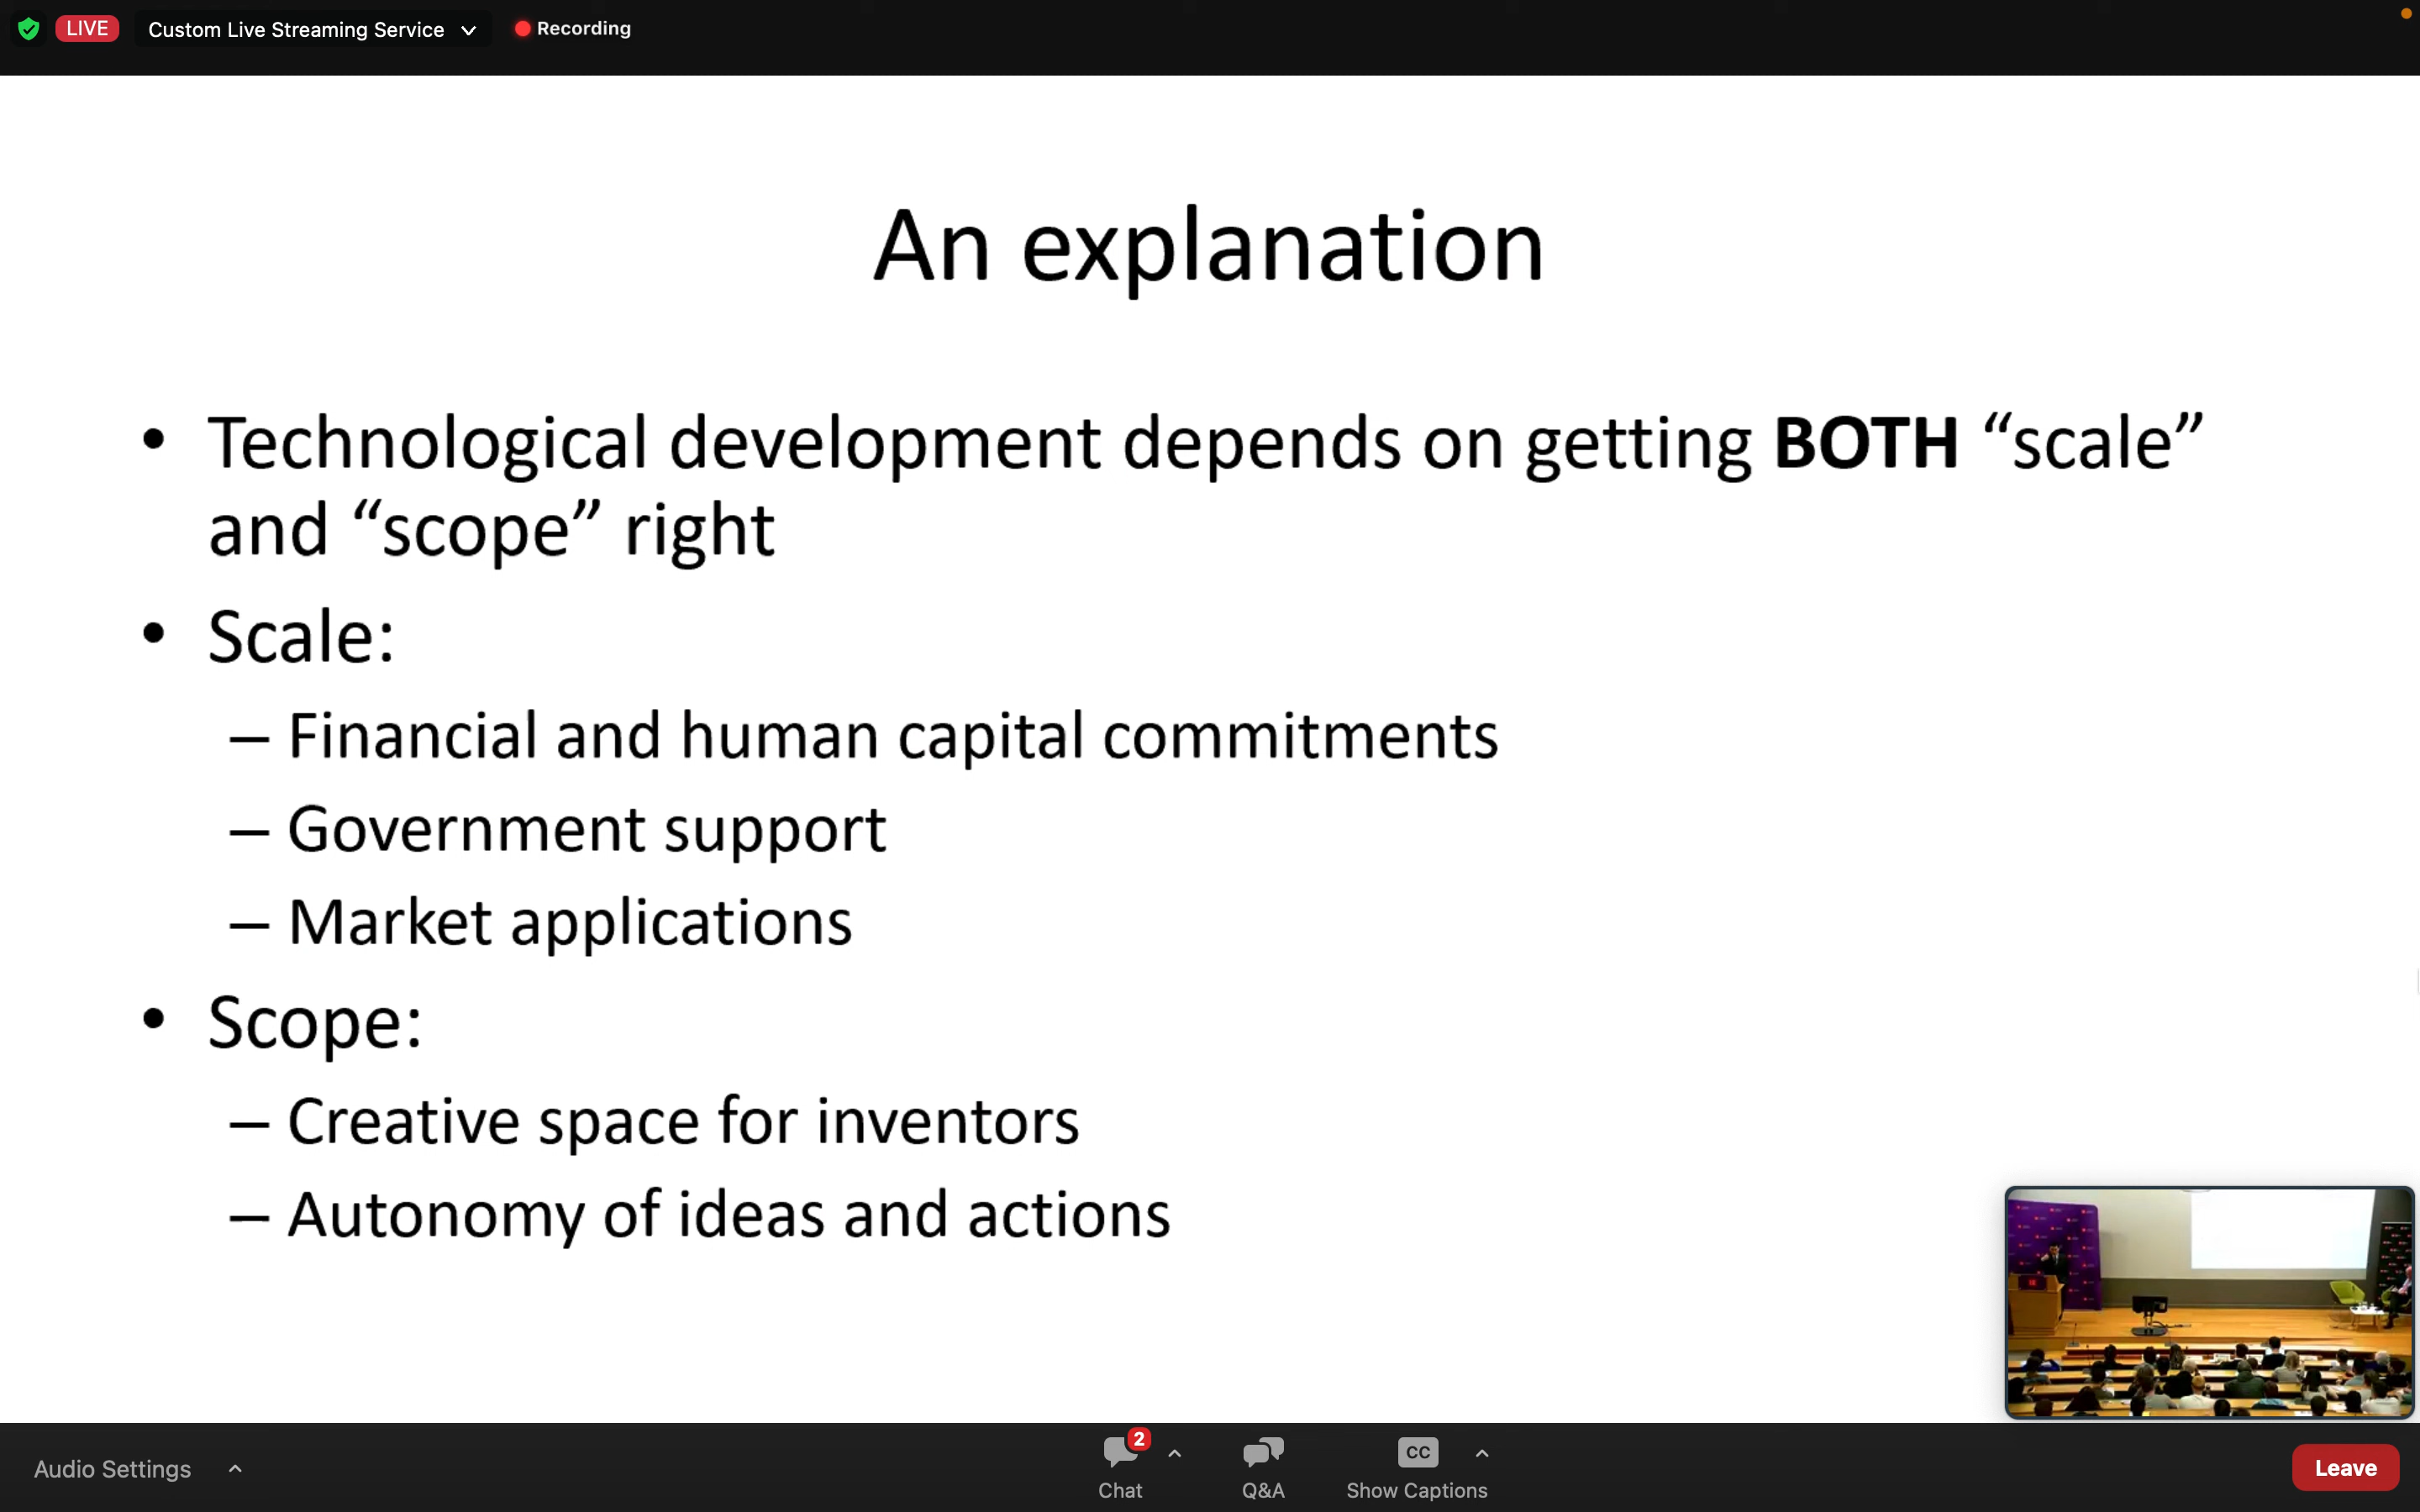 LIVE
Custom Live Streaming Service
Recording
An explanation
• Technological development depends on getting BOTH “scale”
and “scope” right
• Scale:
– Financial and human capital commitments
– Government support
– Market applications
• Scope:
– Creative space for inventors
– Autonomy of ideas and actions
Audio Settings
2
Chat
Q&A
CC
Show Captions
Leave